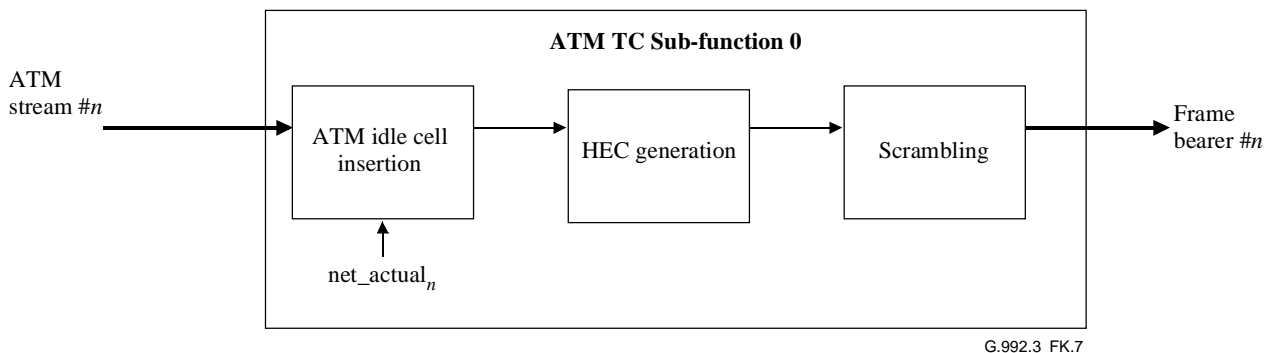 ATM TC Sub-function 0
ATM
stream #n
ATM idle cell
insertion
HEC generation
Scrambling
Frame
bearer #n
net_actualn
G.992.3 FK.7